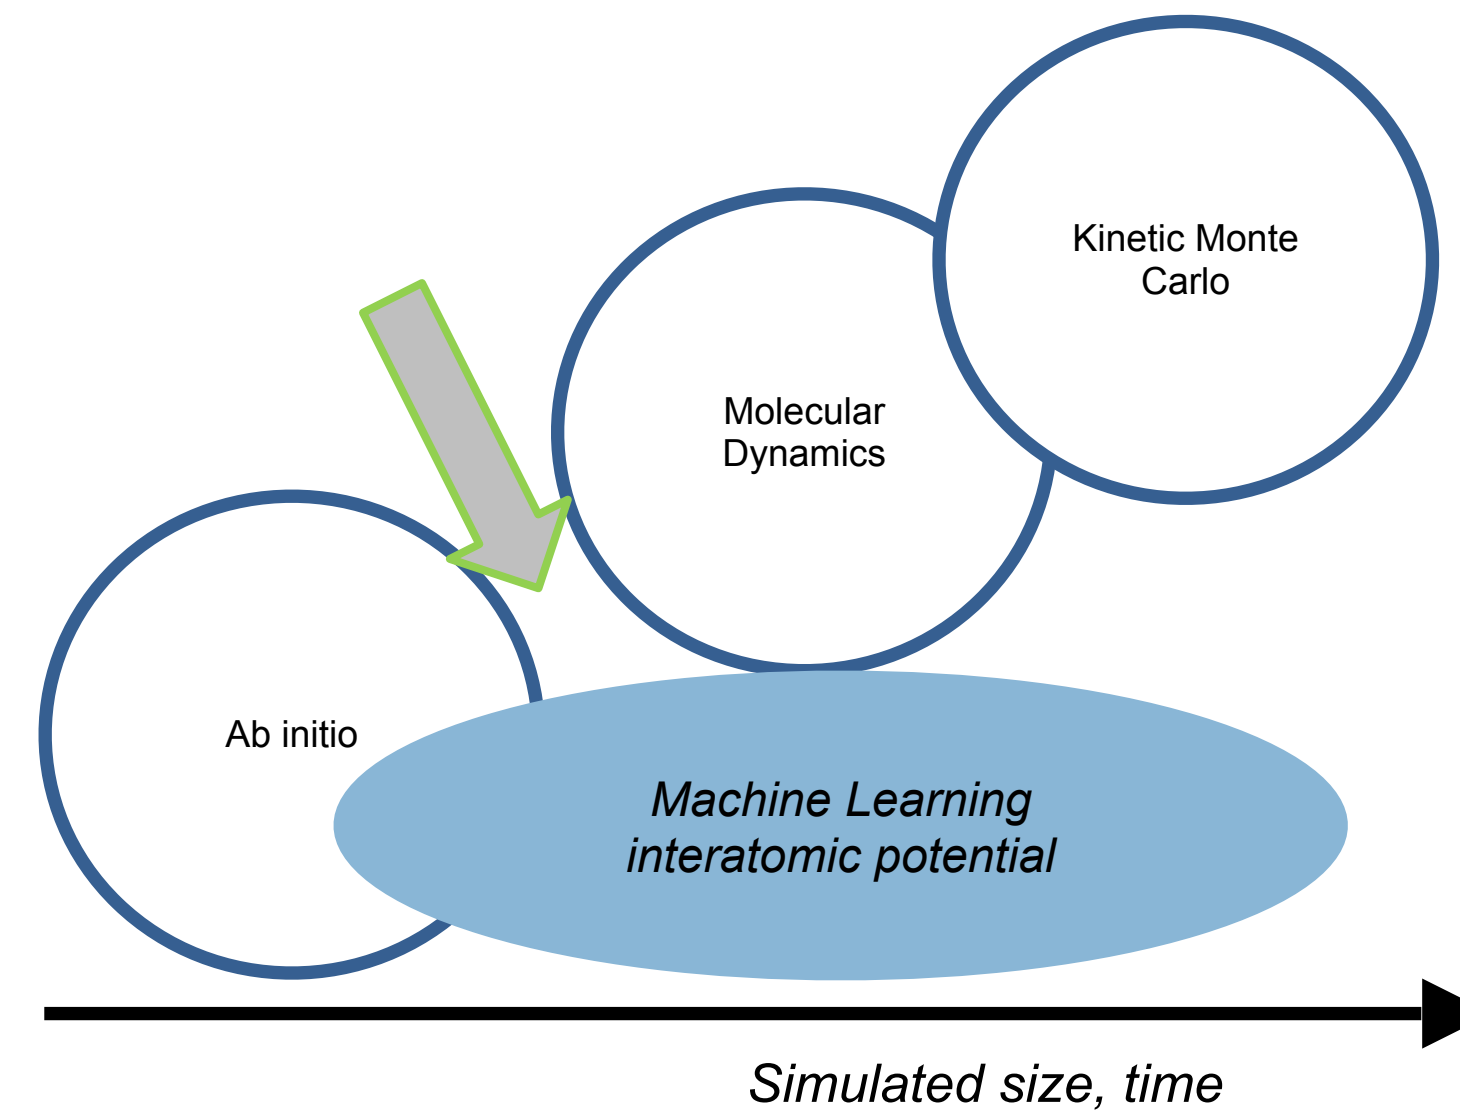 Kinetic Monte
Carlo
Molecular
Dynamics
Ab initio
Machine Learning
interatomic potential
Simulated size, time